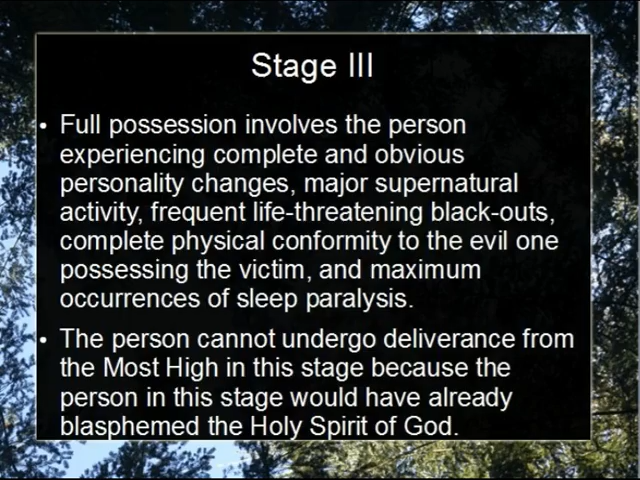 Stage III
• Full possession involves the person
experiencing complete and obvious
personality changes, major supernatural
activity, frequent life-threatening black-outs,
complete physical conformity to the evil one
possessing the victim, and maximum
occurrences of sleep paralysis.
• The person cannot undergo deliverance from
the Most High in this stage because the
person in this stage would have already
blasphemed the Holy Spirit of God.